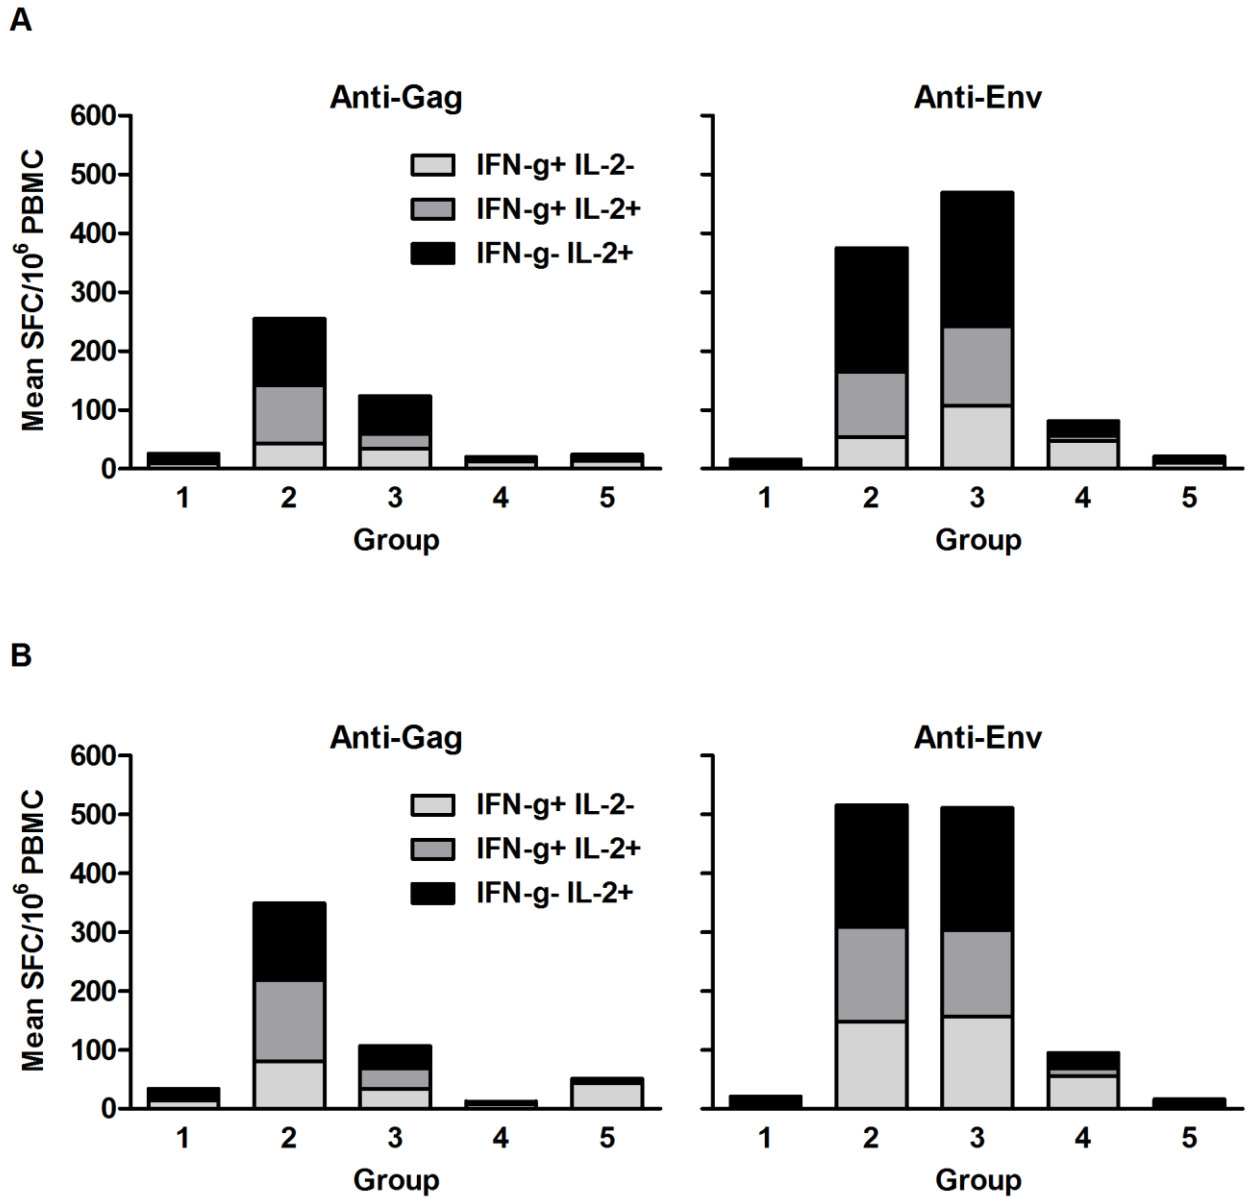 A
Anti-Gag
Anti-Env
600
500
400
300
200
100
0
Mean SFC/10⁶ PBMC
IFN-g+ IL-2-
IFN-g+ IL-2+
IFN-g- IL-2+
1 2 3 4 5
Group
1 2 3 4 5
Group
B
Anti-Gag
Anti-Env
600
500
400
300
200
100
0
Mean SFC/10⁶ PBMC
IFN-g+ IL-2-
IFN-g+ IL-2+
IFN-g- IL-2+
1 2 3 4 5
Group
1 2 3 4 5
Group